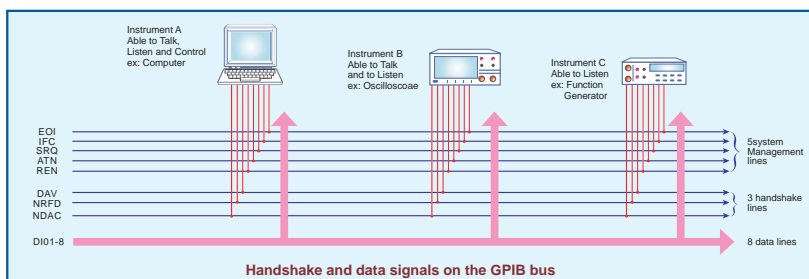 Instrument A
Able to Talk,
Listen and Control
ex: Computer
Instrument B
Able to Talk
and to Listen
ex: Oscilloscoae
Instrument C
Able to Listen
ex: Function
Generator
EOI
IFC
SRQ
ATN
REN
5system
Management
lines
DAV
NRFD
NDAC
3 handshake
lines
DI01-8
8 data lines
Handshake and data signals on the GPIB bus